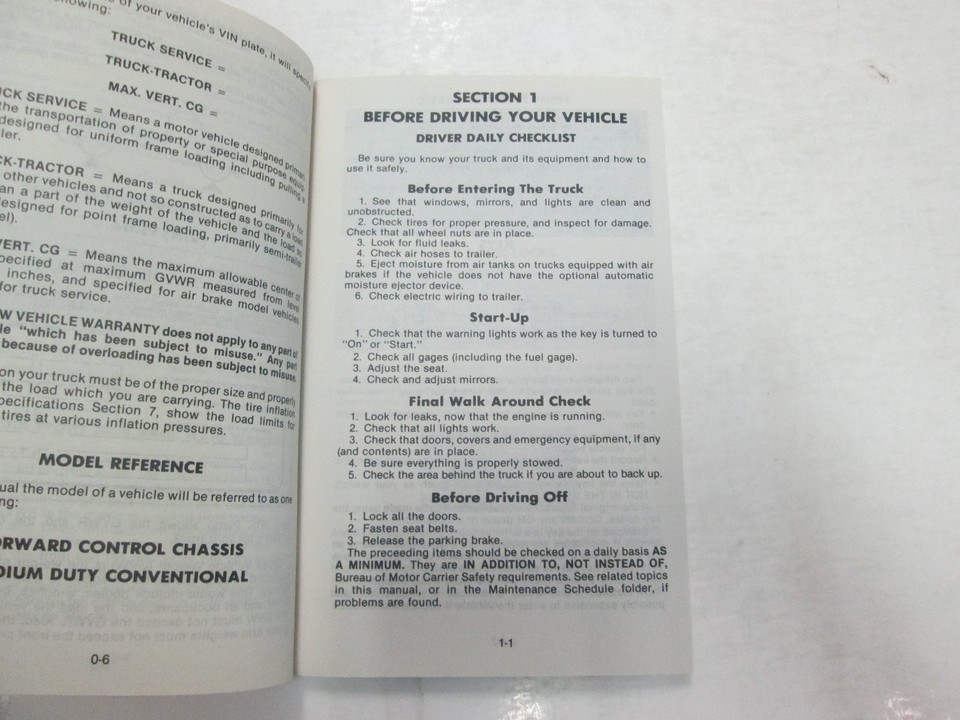 of your vehicle's VIN plate, it will specify
following:
TRUCK SERVICE =
TRUCK-TRACTOR =
MAX. VERT. CG =
CK SERVICE = Means a motor vehicle designed primari
the transportation of property or special purpose equip
designed for uniform frame loading including pulling a
ler.
CK-TRACTOR = Means a truck designed primarily for
other vehicles and not so constructed as to carry a load
an a part of the weight of the vehicle and the load so
designed for point frame loading, primarily semi-trailer
el).
VERT. CG = Means the maximum allowable center of
pecified at maximum GVWR measured from level
inches, and specified for air brake model vehicles
for truck service.
W VEHICLE WARRANTY does not apply to any part of
le "which has been subject to misuse." Any part
because of overloading has been subject to misuse.
on your truck must be of the proper size and properly
the load which you are carrying. The tire inflation
pecifications Section 7, show the load limits for
tires at various inflation pressures.
MODEL REFERENCE
ual the model of a vehicle will be referred to as one
ng:
ORWARD CONTROL CHASSIS
DIUM DUTY CONVENTIONAL
0-6
SECTION 1
BEFORE DRIVING YOUR VEHICLE
DRIVER DAILY CHECKLIST
Be sure you know your truck and its equipment and how to
use it safely.
Before Entering The Truck
1. See that windows, mirrors, and lights are clean and
unobstructed.
2. Check tires for proper pressure, and inspect for damage.
Check that all wheel nuts are in place.
3. Look for fluid leaks.
4. Check air hoses to trailer.
5. Eject moisture from air tanks on trucks equipped with air
brakes if the vehicle does not have the optional automatic
moisture ejector device.
6. Check electric wiring to trailer.
Start-Up
1. Check that the warning lights work as the key is turned to
"On" or "Start."
2. Check all gages (including the fuel gage).
3. Adjust the seat.
4. Check and adjust mirrors.
Final Walk Around Check
1. Look for leaks, now that the engine is running.
2. Check that all lights work.
3. Check that doors, covers and emergency equipment, if any
(and contents) are in place.
4. Be sure everything is properly stowed.
5. Check the area behind the truck if you are about to back up.
Before Driving Off
1. Lock all the doors.
2. Fasten seat belts.
3. Release the parking brake.
The preceeding items should be checked on a daily basis AS
A MINIMUM. They are IN ADDITION TO, NOT INSTEAD OF,
Bureau of Motor Carrier Safety requirements. See related topics
in this manual, or in the Maintenance Schedule folder, if
problems are found.
1-1